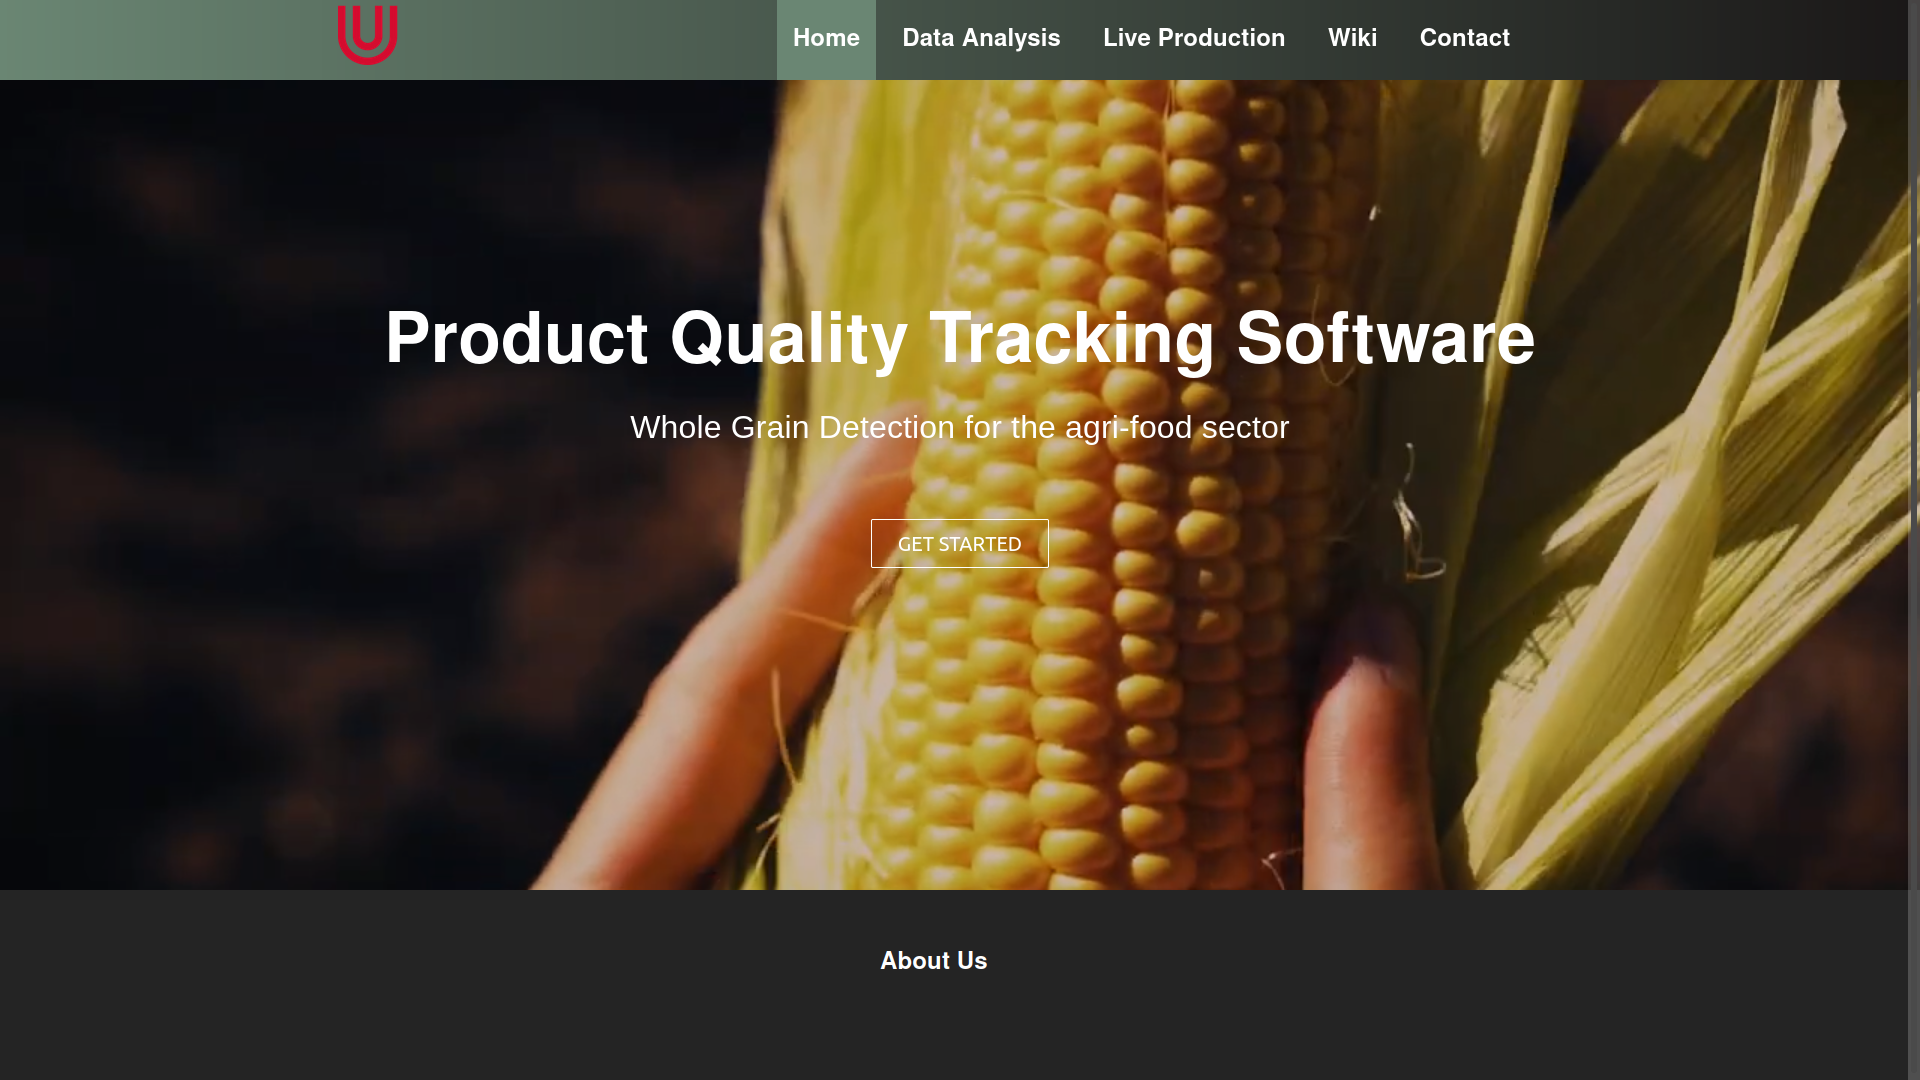 Home Data Analysis Live Production Wiki Contact
Product Quality Tracking Software
Whole Grain Detection for the agri-food sector
GET STARTED
About Us